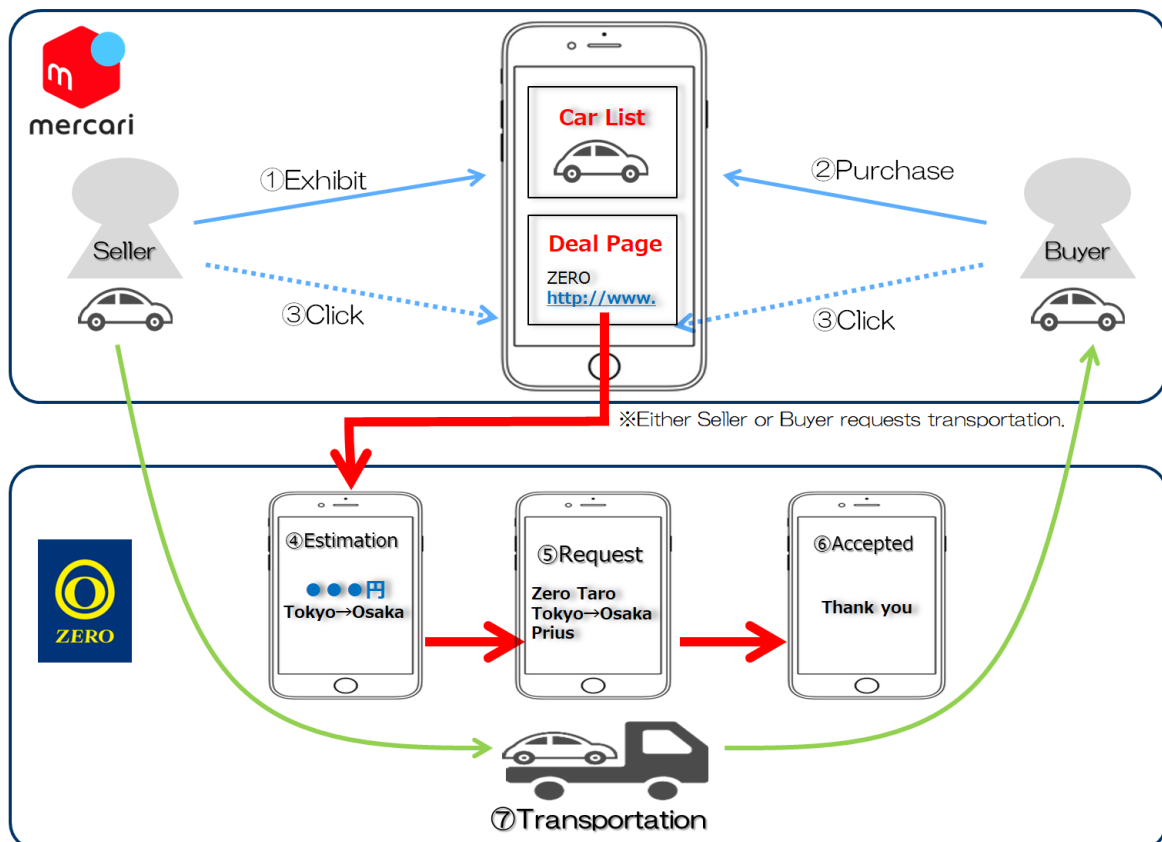 m
mercari
Car List
①Exhibit
②Purchase
Seller
Deal Page
Buyer
ZERO
http://www.
③Click
③Click
※Either Seller or Buyer requests transportation.
④Estimation
●●●円
Tokyo→Osaka
⑤Request
Zero Taro
Tokyo→Osaka
Prius
⑥Accepted
Thank you
ZERO
⑦Transportation